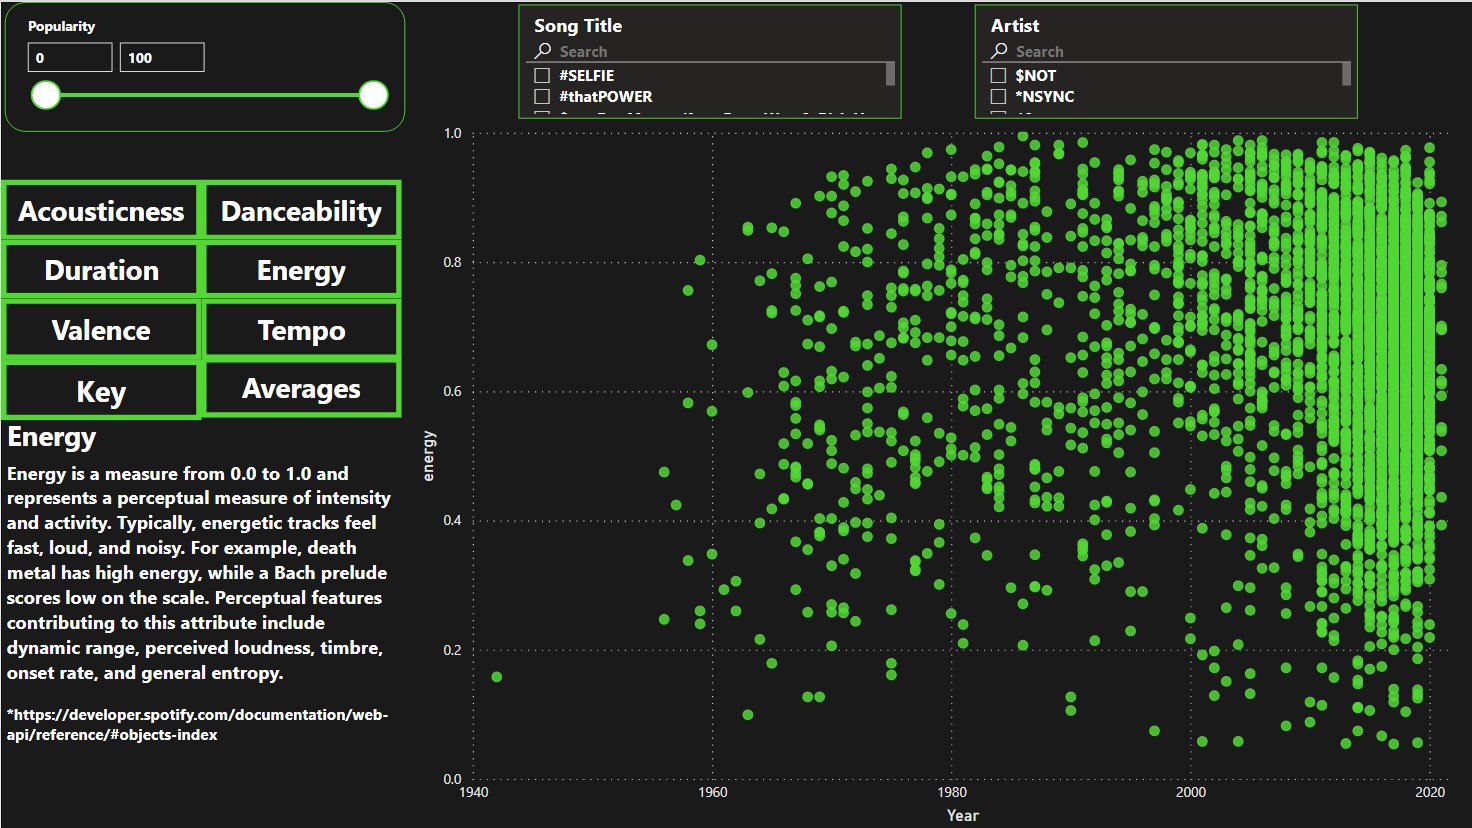 Popularity
0
100
Song Title
Search
#SELFIE
#thatPOWER
Artist
Search
$NOT
*NSYNC
Acousticness
Danceability
Duration
Energy
Valence
Tempo
Key
Averages
Energy
Energy is a measure from 0.0 to 1.0 and
represents a perceptual measure of intensity
and activity. Typically, energetic tracks feel
fast, loud, and noisy. For example, death
metal has high energy, while a Bach prelude
scores low on the scale. Perceptual features
contributing to this attribute include
dynamic range, perceived loudness, timbre,
onset rate, and general entropy.
*https://developer.spotify.com/documentation/web-
api/reference/#objects-index
energy
1.0
0.8
0.6
0.4
0.2
0.0
1940
1960
1980
2000
2020
Year